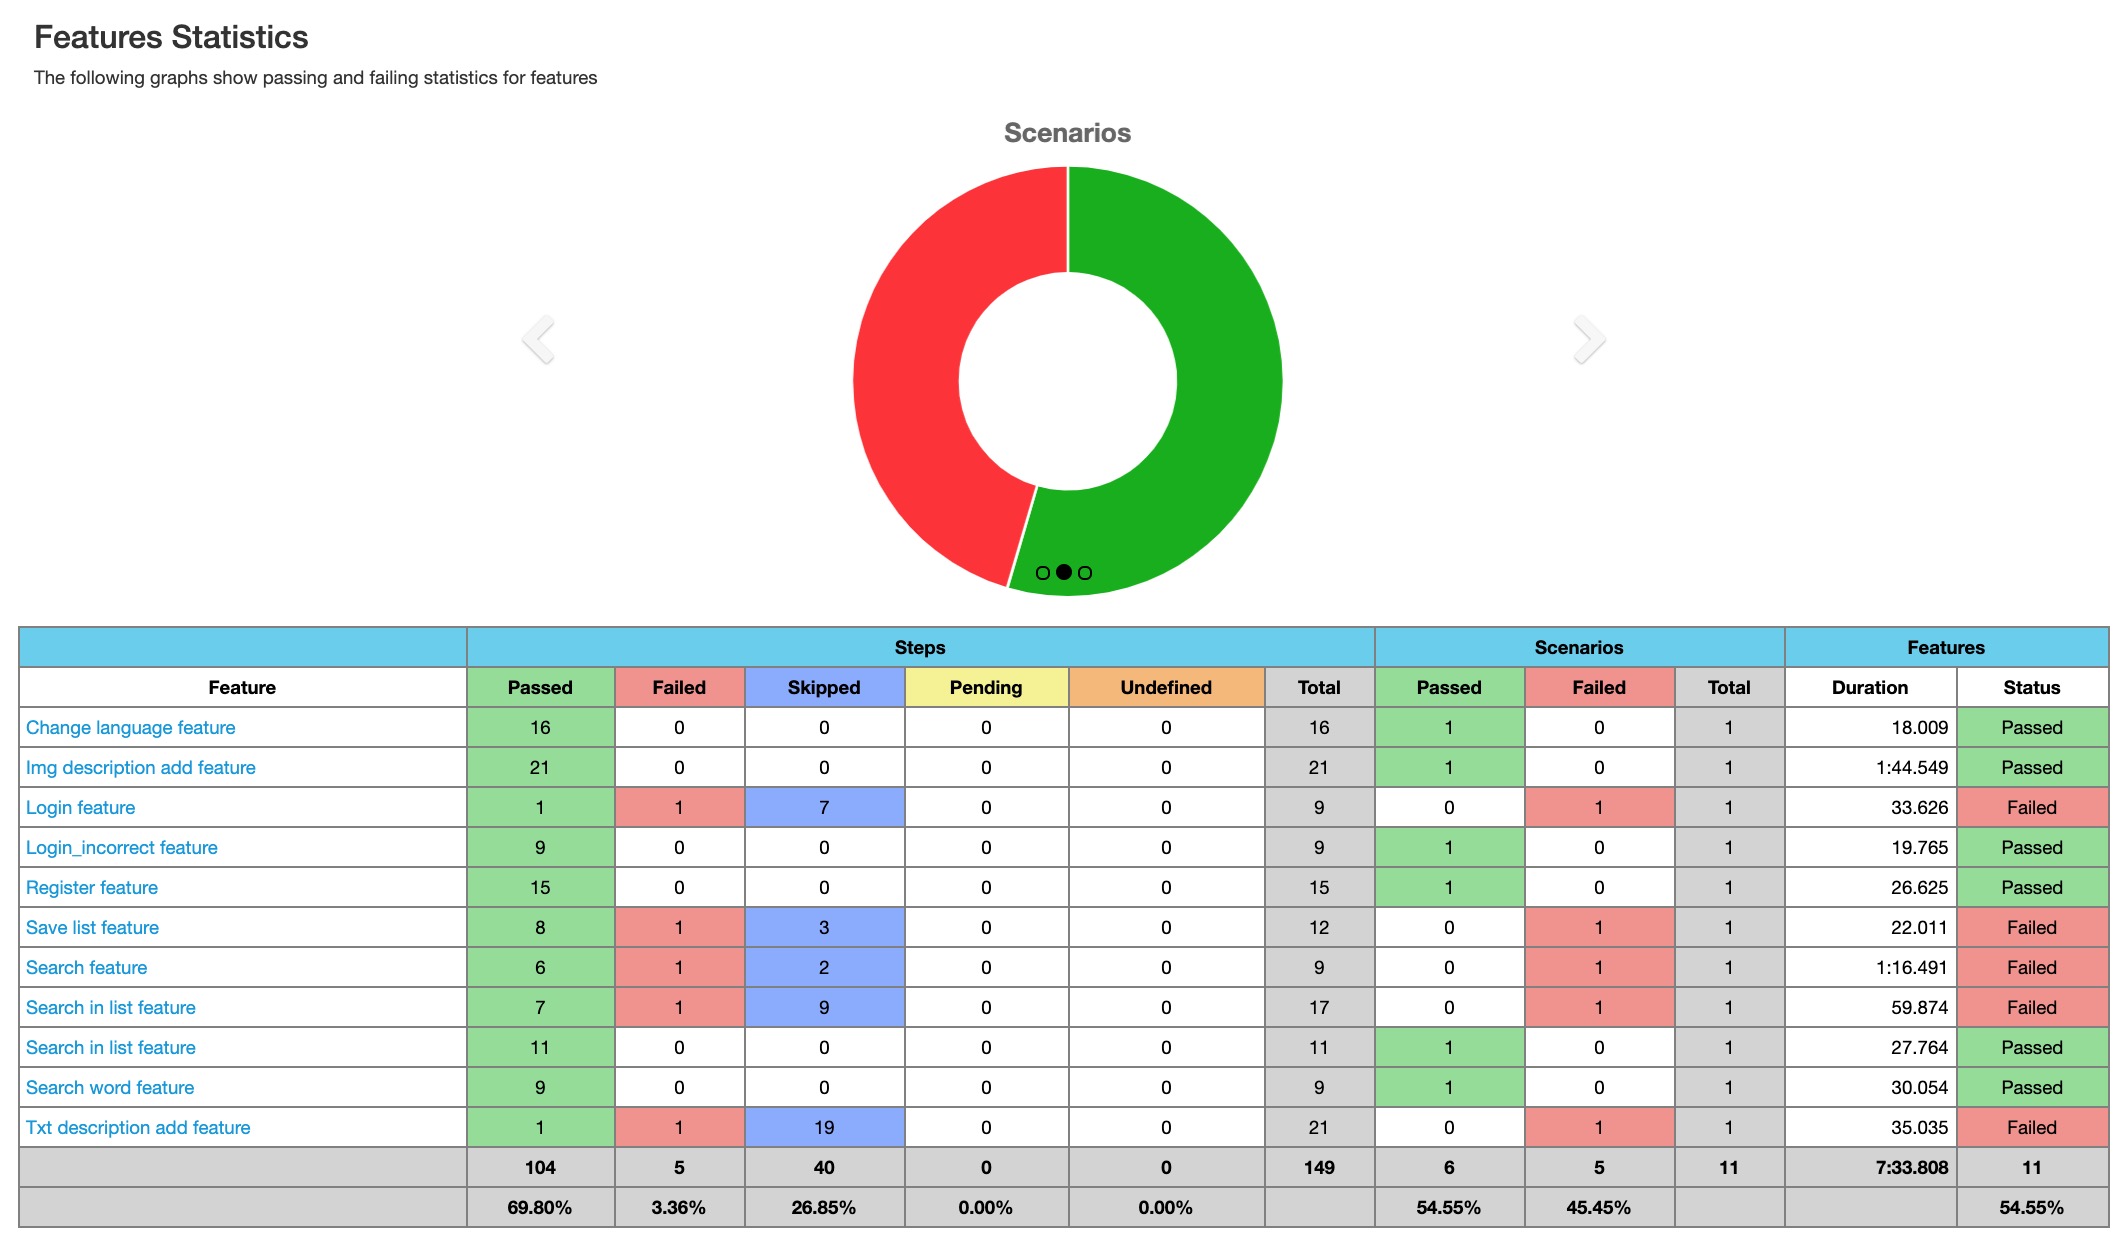 Features Statistics
The following graphs show passing and failing statistics for features
Scenarios
Steps Scenarios Features
Feature Passed Failed Skipped Pending Undefined Total Passed Failed Total Duration Status
Change language feature 16 0 0 0 0 16 1 0 1 18.009 Passed
Img description add feature 21 0 0 0 0 21 1 0 1 1:44.549 Passed
Login feature 1 1 7 0 0 9 0 1 1 33.626 Failed
Login_incorrect feature 9 0 0 0 0 9 1 0 1 19.765 Passed
Register feature 15 0 0 0 0 15 1 0 1 26.625 Passed
Save list feature 8 1 3 0 0 12 0 1 1 22.011 Failed
Search feature 6 1 2 0 0 9 0 1 1 1:16.491 Failed
Search in list feature 7 1 9 0 0 17 0 1 1 59.874 Failed
Search in list feature 11 0 0 0 0 11 1 0 1 27.764 Passed
Search word feature 9 0 0 0 0 9 1 0 1 30.054 Passed
Txt description add feature 1 1 19 0 0 21 0 1 1 35.035 Failed
104 5 40 0 0 149 6 5 11 7:33.808 11
69.80% 3.36% 26.85% 0.00% 0.00% 54.55% 45.45% 54.55%